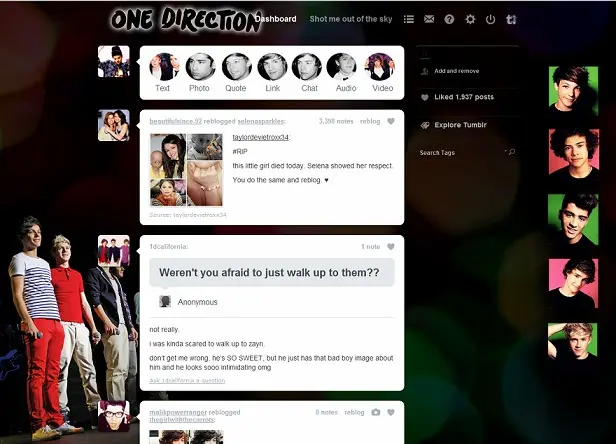 ONE DIRECTION
Dashboard
Shot me out of the sky
Text
Photo
Quote
Link
Chat
Audio
Video
Add and remove
Liked 1,937 posts
Explore Tumblr
Search Tags
beautifulsince.92 reblogged selenasparkles:
3,398 notes reblog
taylordevietroxx34:
#RIP
this little girl died today. Selena showed her respect.
You do the same and reblog. ♥
Source: taylordevietroxx34
1dcalifornia:
1 note
Weren't you afraid to just walk up to them??
Anonymous
not really.
i was kinda scared to walk up to zayn.
don't get me wrong. he's SO SWEET, but he just has that bad boy image about
him and he looks sooo intimidating omg
Ask 1dcalifornia a question
malikpowerranger reblogged
thegirlwiththecarrots:
8 notes reblog